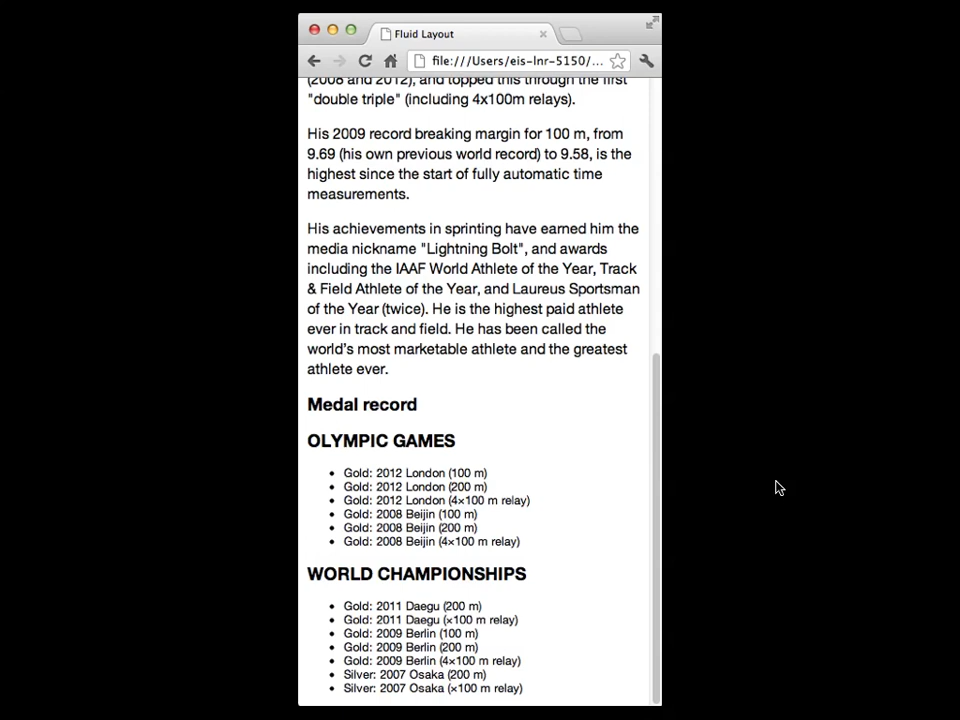 Fluid Layout
file:///Users/eis-lnr-5150/...
(2008 and 2012), and topped this through the first
"double triple" (including 4x100m relays).
His 2009 record breaking margin for 100 m, from
9.69 (his own previous world record) to 9.58, is the
highest since the start of fully automatic time
measurements.
His achievements in sprinting have earned him the
media nickname "Lightning Bolt", and awards
including the IAAF World Athlete of the Year, Track
& Field Athlete of the Year, and Laureus Sportsman
of the Year (twice). He is the highest paid athlete
ever in track and field. He has been called the
world's most marketable athlete and the greatest
athlete ever.
Medal record
OLYMPIC GAMES
• Gold: 2012 London (100 m)
• Gold: 2012 London (200 m)
• Gold: 2012 London (4×100 m relay)
• Gold: 2008 Beijin (100 m)
• Gold: 2008 Beijin (200 m)
• Gold: 2008 Beijin (4×100 m relay)
WORLD CHAMPIONSHIPS
• Gold: 2011 Daegu (200 m)
• Gold: 2011 Daegu (×100 m relay)
• Gold: 2009 Berlin (100 m)
• Gold: 2009 Berlin (200 m)
• Gold: 2009 Berlin (4×100 m relay)
• Silver: 2007 Osaka (200 m)
• Silver: 2007 Osaka (×100 m relay)